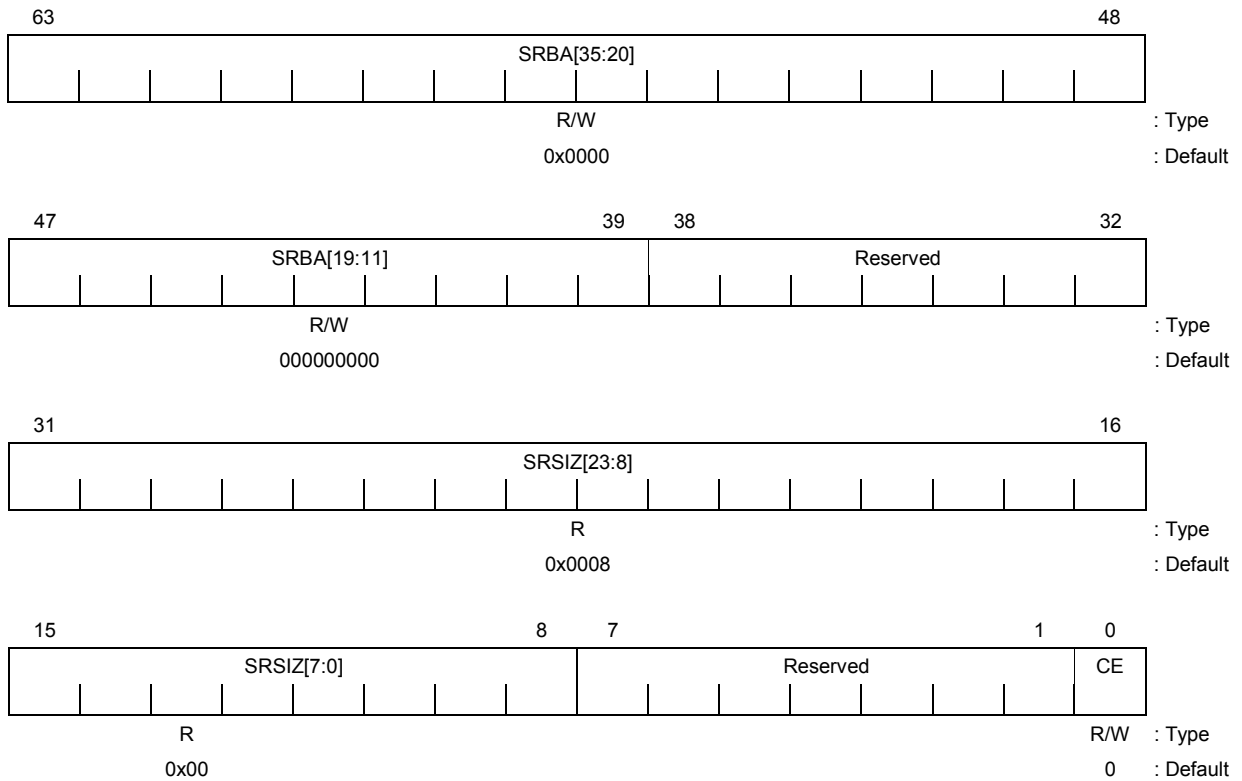 63 48
SRBA[35:20]
R/W : Type
0x0000 : Default
47 39 38 32
SRBA[19:11] Reserved
R/W : Type
000000000 : Default
31 16
SRSIZ[23:8]
R : Type
0x0008 : Default
15 8 7 1 0
SRSIZ[7:0] Reserved CE
R R/W : Type
0x00 0 : Default